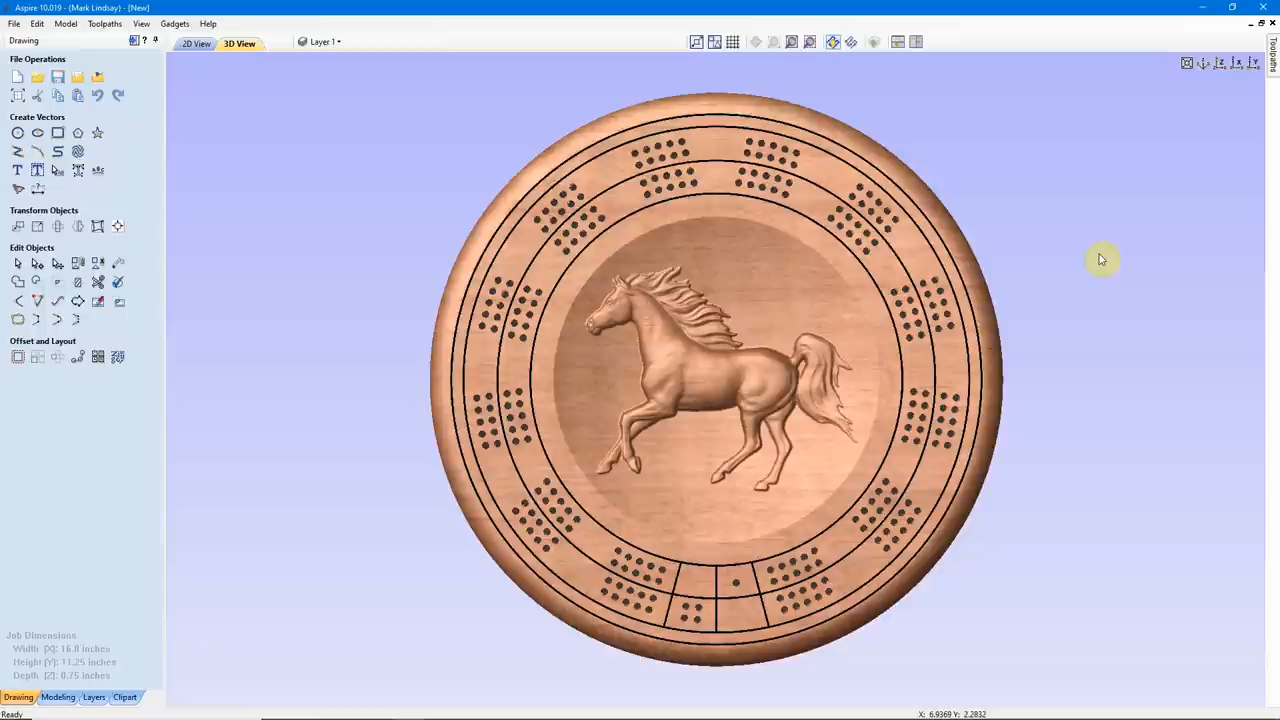 Aspire 10.019 - (Mark Lindsay) - [New]
File Edit Model Toolpaths View Gadgets Help
Drawing
2D View 3D View Layer 1
Toolpaths
File Operations
Create Vectors
Transform Objects
Edit Objects
Offset and Layout
Job Dimensions
Width [X]: 16.0 inches
Height [Y]: 11.25 inches
Depth [Z]: 0.75 inches
Drawing Modeling Layers Clipart
Ready
X: 6.9369 Y: 2.2832